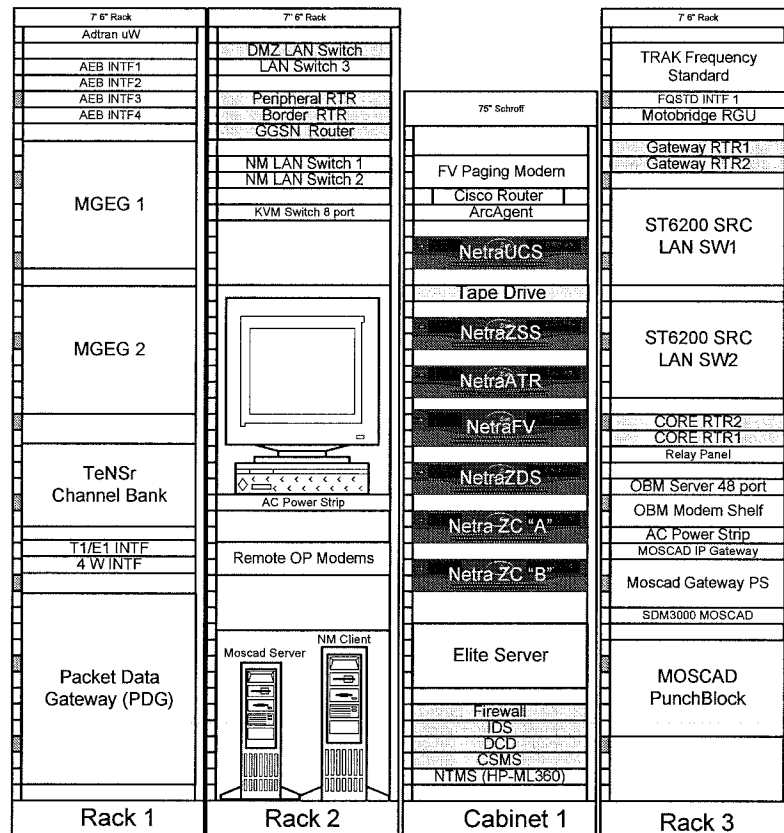 7' 6" Rack
Adtran uW
AEB INTF1
AEB INTF2
AEB INTF3
AEB INTF4
MGEG 1
MGEG 2
TeNSr
Channel Bank
T1/E1 INTF
4 W INTF
Packet Data
Gateway (PDG)
Rack 1
7' 6" Rack
DMZ LAN Switch
LAN Switch 3
Peripheral RTR
Border RTR
GGSN Router
NM LAN Switch 1
NM LAN Switch 2
KVM Switch 8 port
AC Power Strip
Remote OP Modems
Moscad Server
NM Client
Rack 2
75" Schroff
FV Paging Modem
Cisco Router
ArcAgent
NetraUCS
Tape Drive
NetraZSS
NetraATR
NetraFV
NetraZDS
Netra ZC "A"
Netra ZC "B"
Elite Server
Firewall
IDS
DCD
CSMS
NTMS (HP-ML360)
Cabinet 1
7' 6" Rack
TRAK Frequency
Standard
FQSTD INTF 1
Motobridge RGU
Gateway RTR1
Gateway RTR2
ST6200 SRC
LAN SW1
ST6200 SRC
LAN SW2
CORE RTR2
CORE RTR1
Relay Panel
OBM Server 48 port
OBM Modem Shelf
AC Power Strip
MOSCAD IP Gateway
Moscad Gateway PS
SDM3000 MOSCAD
MOSCAD
PunchBlock
Rack 3